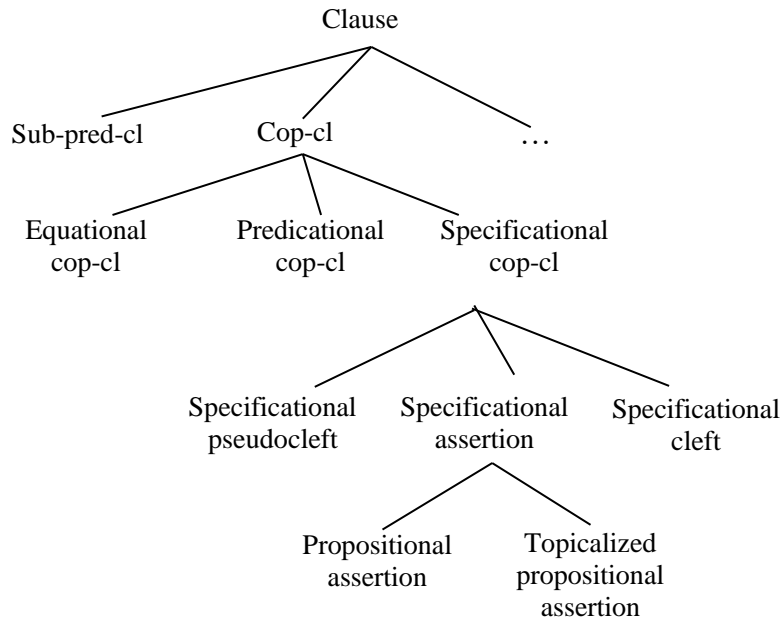 Clause
Sub-pred-cl
Cop-cl
…
Equational
cop-cl
Predicational
cop-cl
Specificational
cop-cl
Specificational
pseudocleft
Specificational
assertion
Specificational
cleft
Propositional
assertion
Topicalized
propositional
assertion